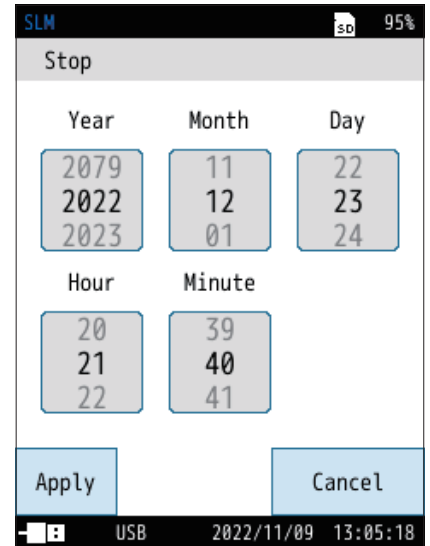 SLM SD 95%
Stop
Year Month Day
2079 11 22
2022 12 23
2023 01 24
Hour Minute
20 39
21 40
22 41
Apply Cancel
USB 2022/11/09 13:05:18